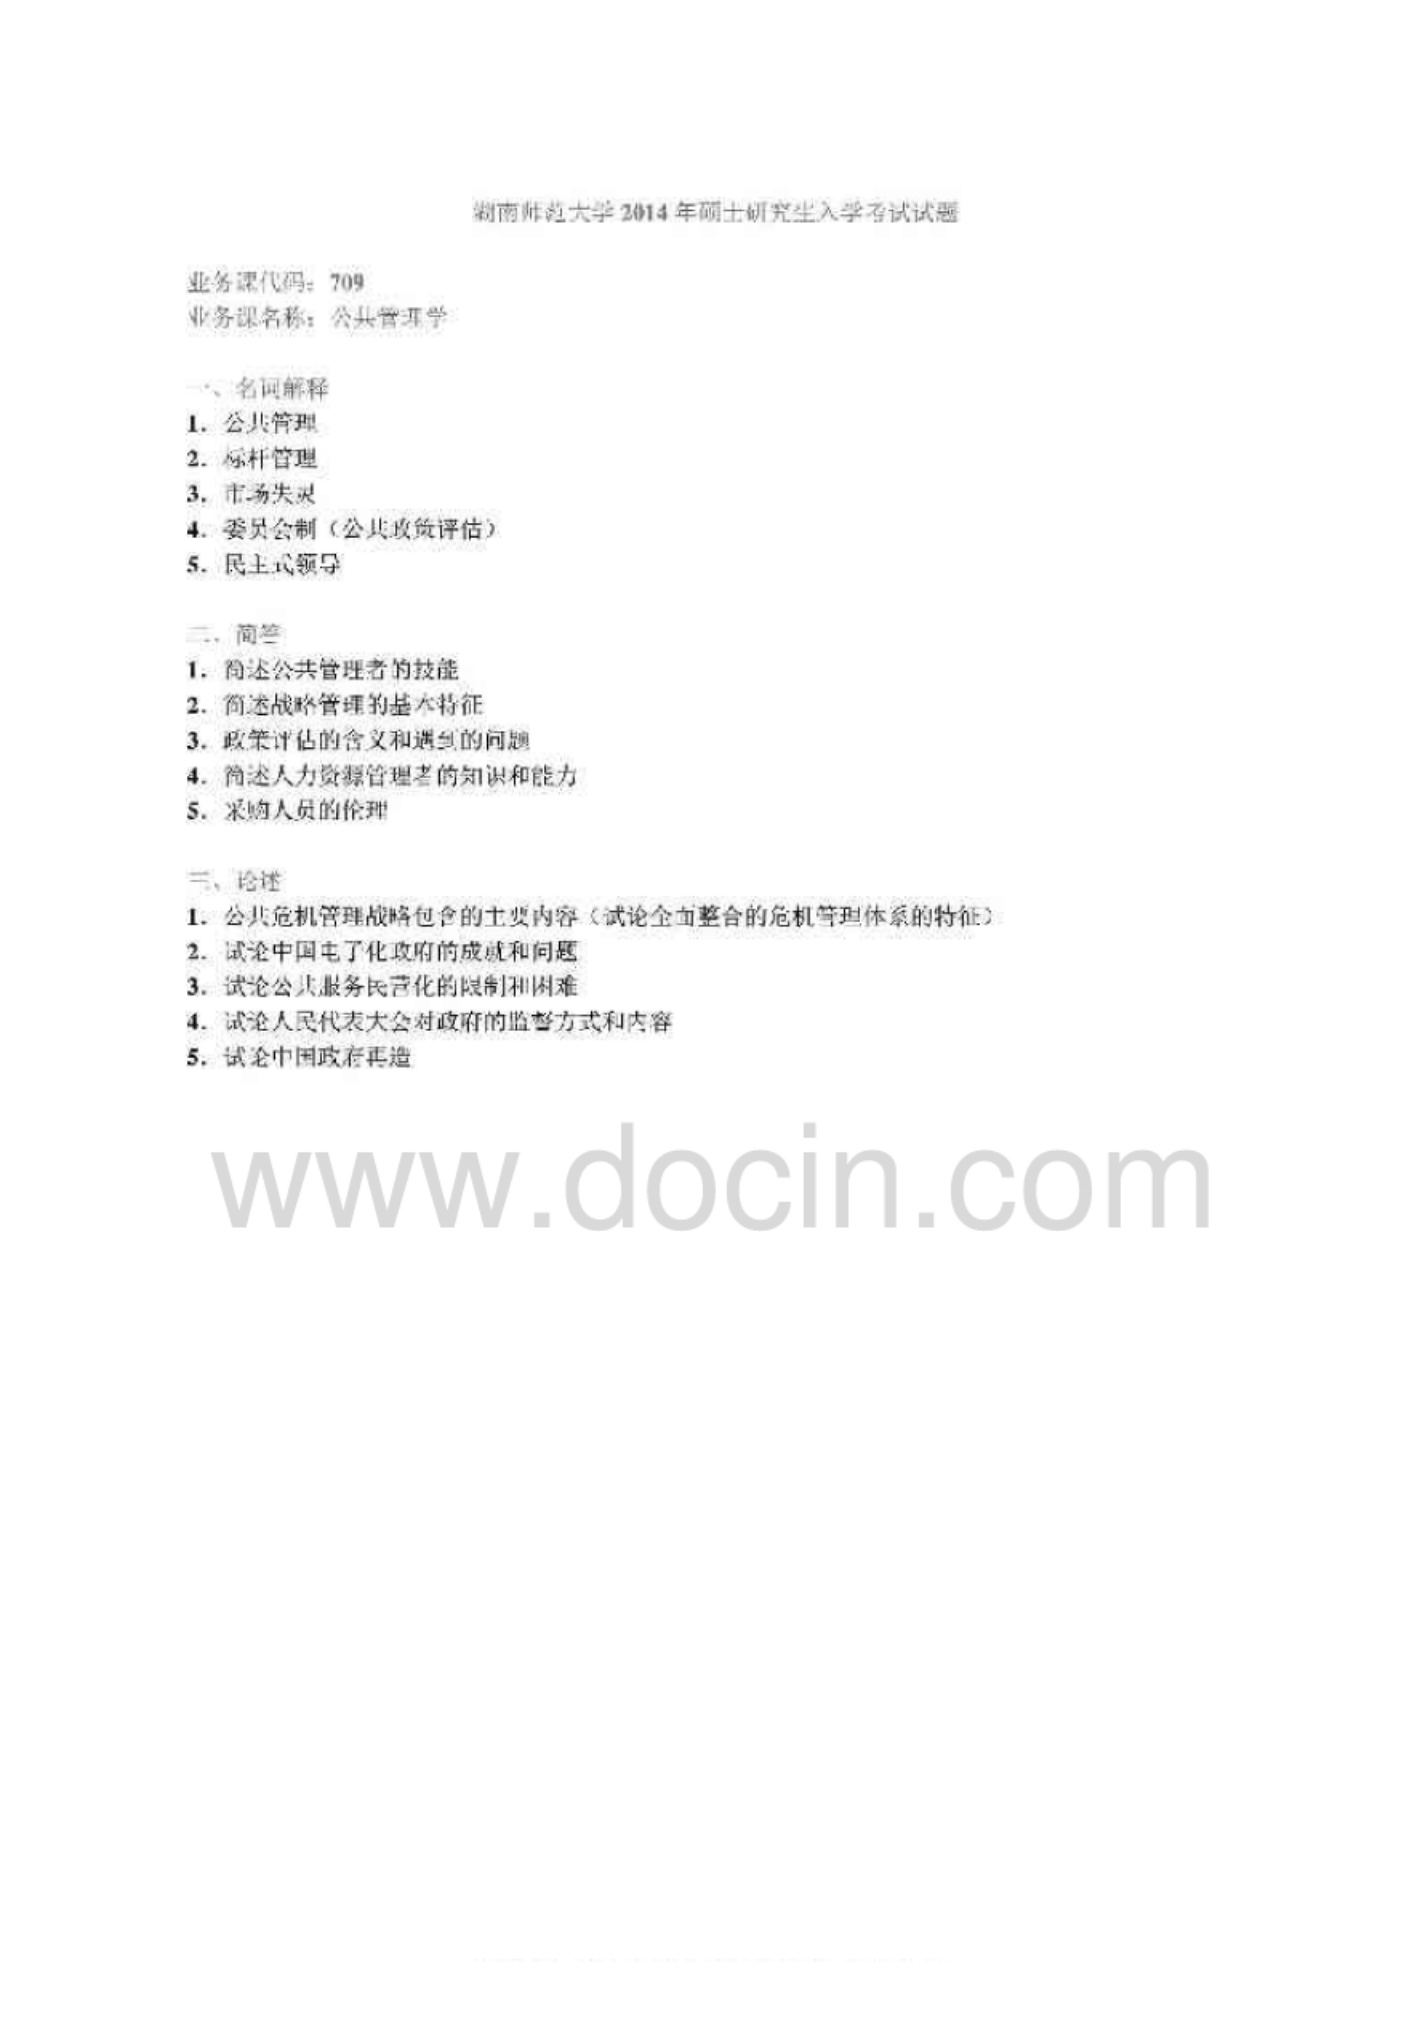 湖南师范大学 2014 年硕士研究生入学考试试题
业务课代码：709
业务课名称：公共管理学
一、名词解释
1．公共管理
2．标杆管理
3．市场失灵
4．委员会制（公共政策评估）
5．民主式领导
二．简答
1．简述公共管理者的技能
2．简述战略管理的基本特征
3．政策评估的含义和遇到的问题
4．简述人力资源管理者的知识和能力
5．采购人员的伦理
三、论述
1．公共危机管理战略包含的主要内容（试论全面整合的危机管理体系的特征）
2．试论中国电子化政府的成就和问题
3．试论公共服务民营化的限制和困难
4．试论人民代表大会对政府的监督方式和内容
5．试论中国政府再造
www.docin.com